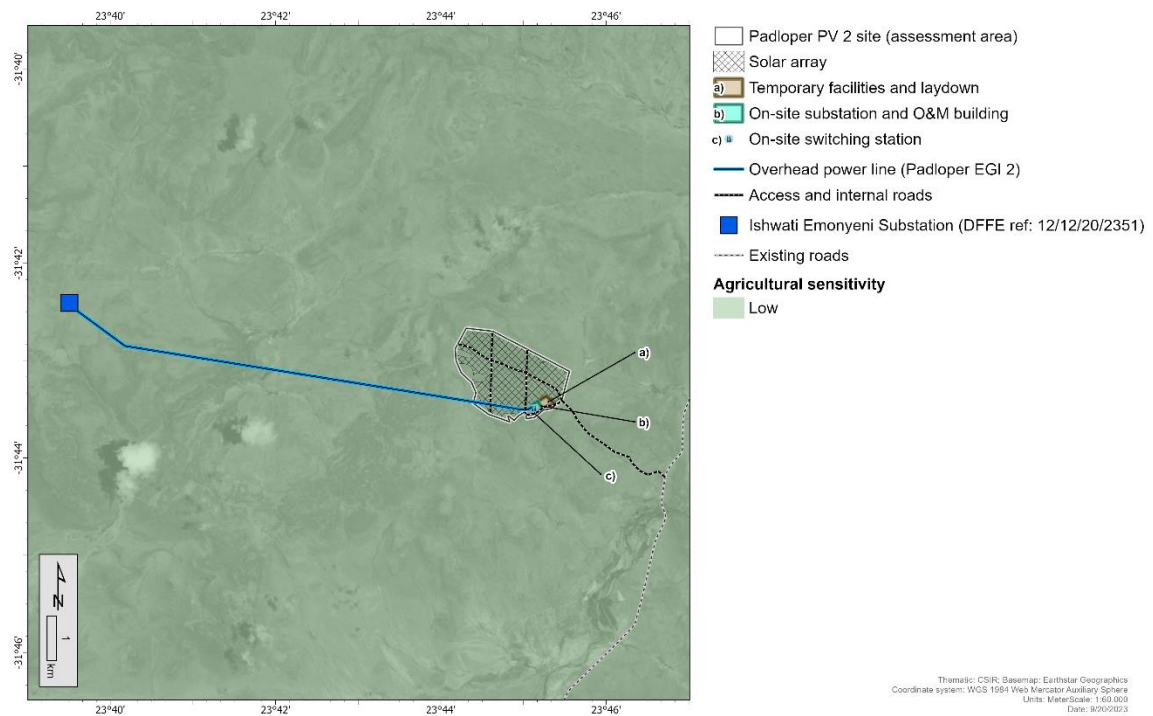 23°40' 23°42' 23°44' 23°46'
-31°40'
-31°42'
-31°44'
-31°46'
a)
b)
c)
N
1
km
23°40' 23°42' 23°44' 23°46'
Padloper PV 2 site (assessment area)
Solar array
a) Temporary facilities and laydown
b) On-site substation and O&M building
c) On-site switching station
Overhead power line (Padloper EGI 2)
Access and internal roads
Ishwati Emonyeni Substation (DFFE ref: 12/12/20/2351)
Existing roads
Agricultural sensitivity
Low
Thematic: CSIR; Basemap: Earthstar Geographics
Coordinate system: WGS 1984 Web Mercator Auxiliary Sphere
Units: MeterScale: 1:60.000
Date: 9/20/2023